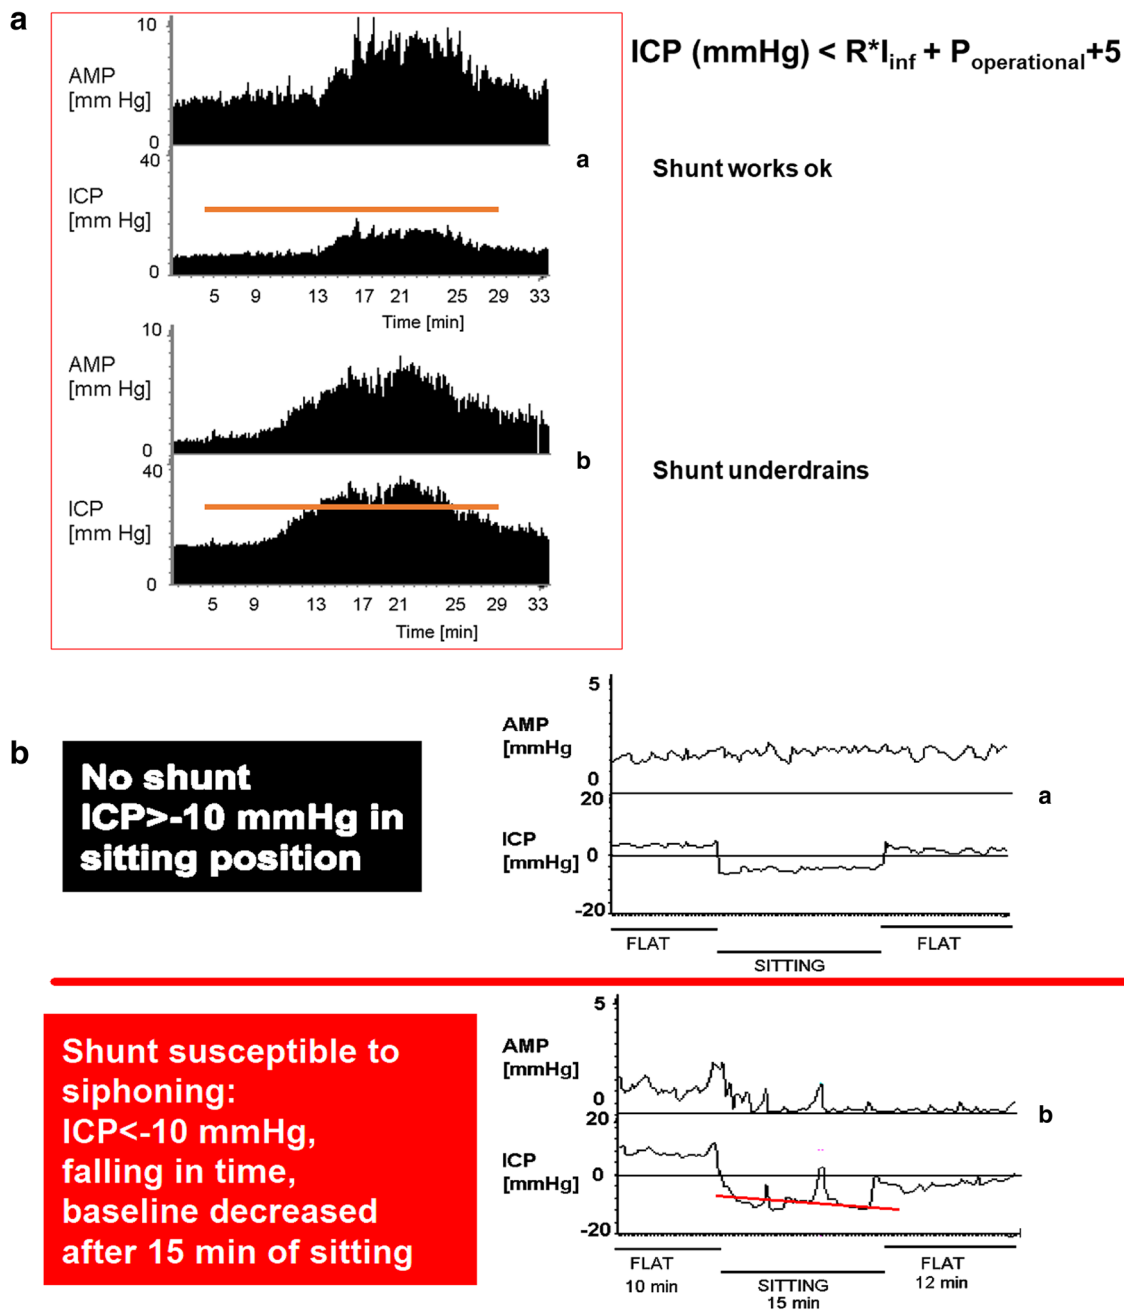 a
ICP (mmHg) < R*Iinf + Poperational+5
10
AMP
[mm Hg]
0
40
a
Shunt works ok
ICP
[mm Hg]
0
5 9 13 17 21 25 29 33
Time [min]
10
AMP
[mm Hg]
0
40
b
Shunt underdrains
ICP
[mm Hg]
0
5 9 13 17 21 25 29 33
Time [min]
b
No shunt
ICP>-10 mmHg in
sitting position
5
AMP
[mmHg
0
20
a
ICP
[mmHg]
0
-20
FLAT
FLAT
SITTING
Shunt susceptible to
siphoning:
ICP<-10 mmHg,
falling in time,
baseline decreased
after 15 min of sitting
5
AMP
[mmHg]
0
20
b
ICP
[mmHg]
0
-20
FLAT
10 min
SITTING
15 min
FLAT
12 min